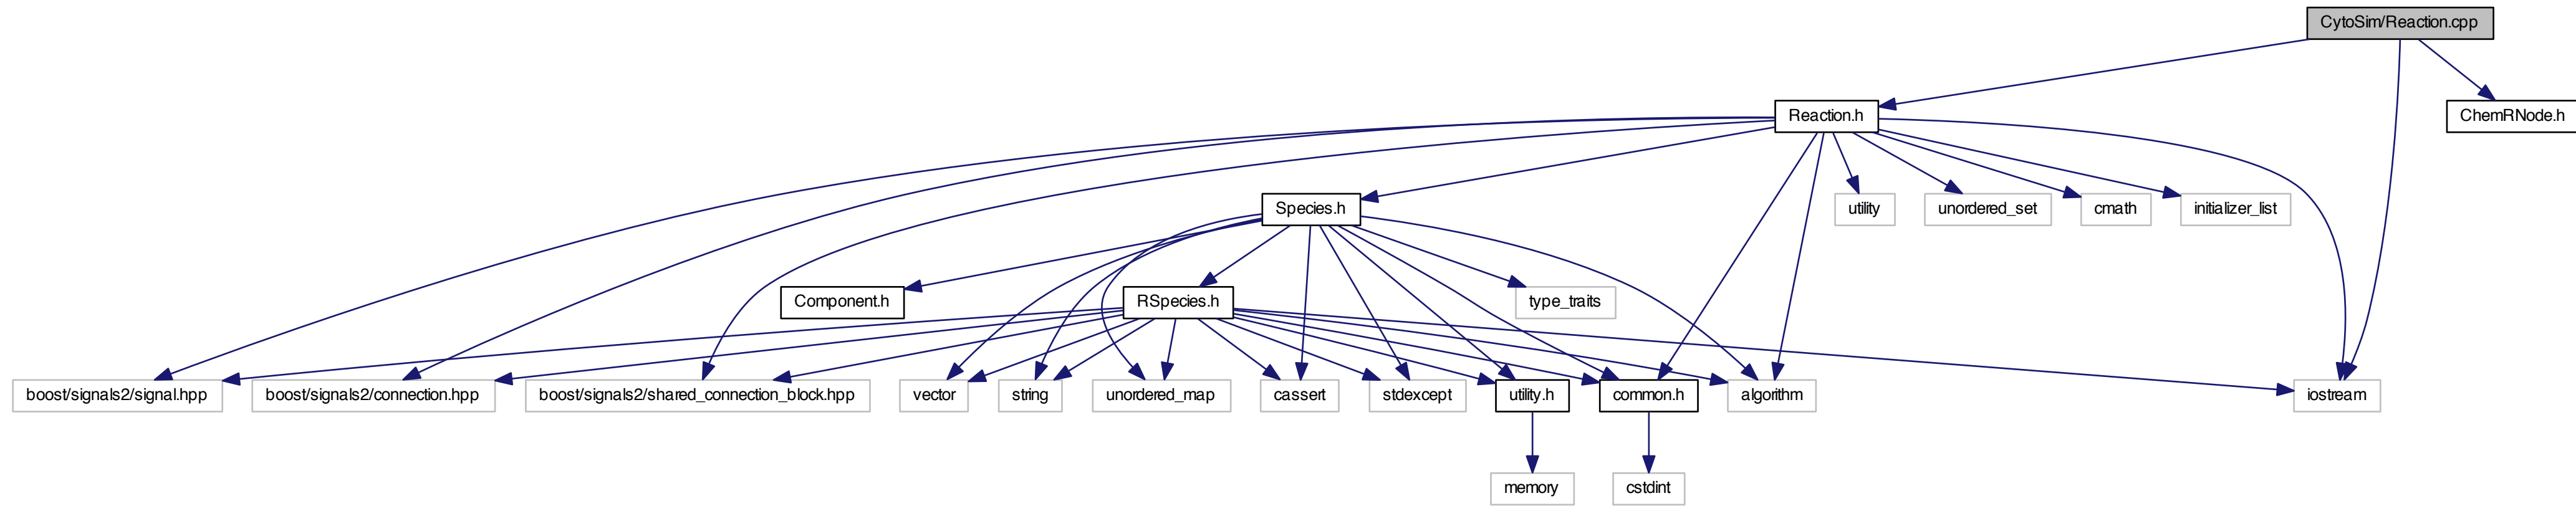 CytoSim/Reaction.cpp
Reaction.h
ChemRNode.h
Species.h
utility
unordered_set
cmath
initializer_list
Component.h
RSpecies.h
type_traits
boost/signals2/signal.hpp
boost/signals2/connection.hpp
boost/signals2/shared_connection_block.hpp
vector
string
unordered_map
cassert
stdexcept
utility.h
common.h
algorithm
iostream
memory
cstdint